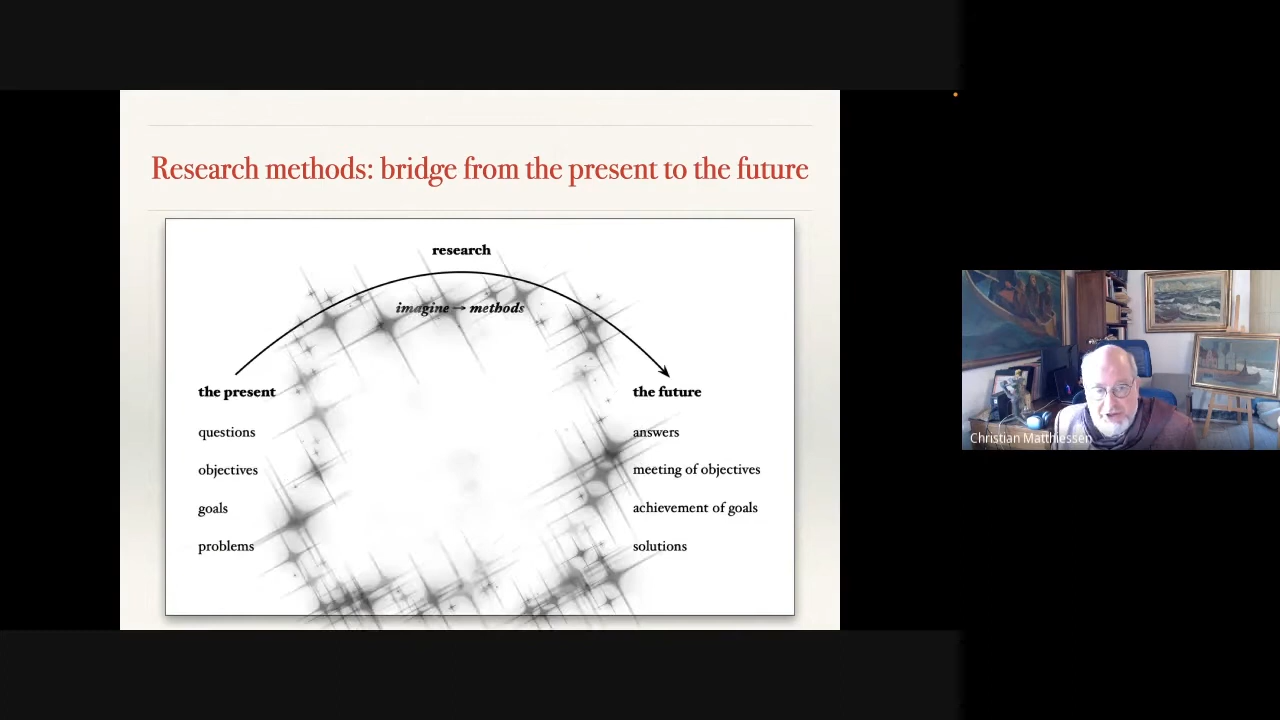 Research methods: bridge from the present to the future
research
imagine → methods
the present
the future
questions
answers
objectives
meeting of objectives
goals
achievement of goals
problems
solutions
Christian Matthiessen